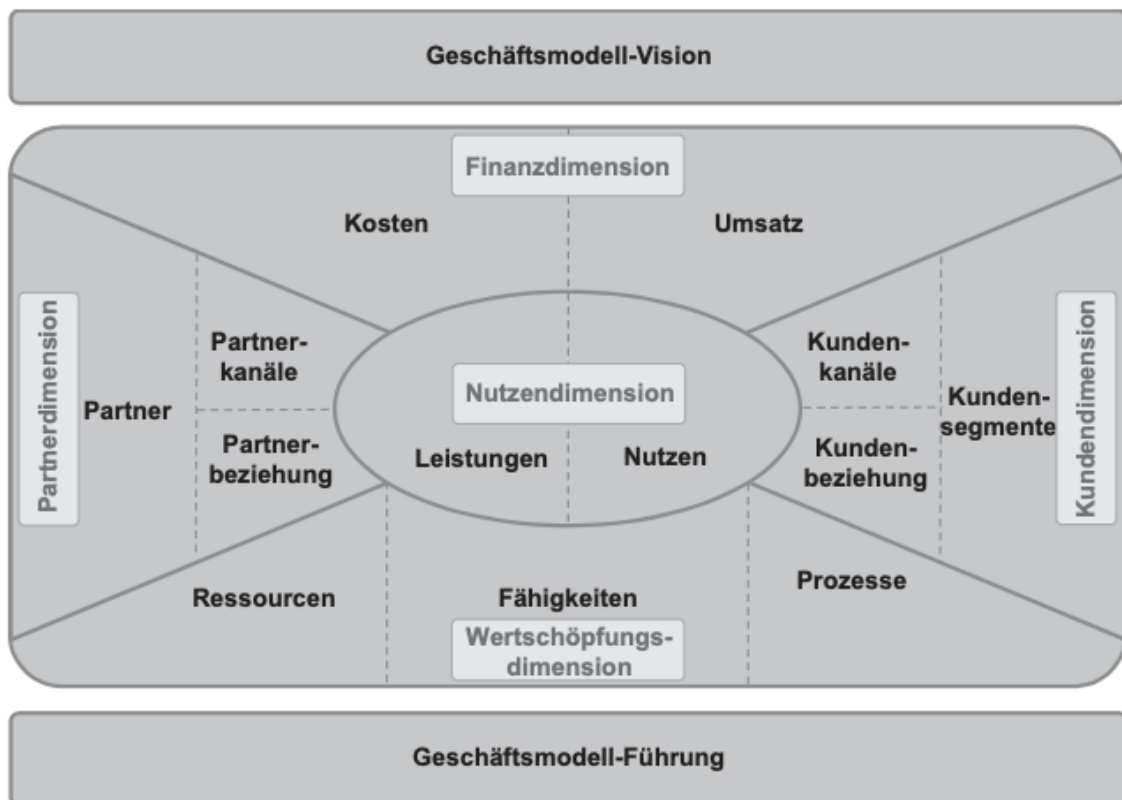 Geschäftsmodell-Vision
Finanzdimension
Kosten
Umsatz
Partnerdimension
Partner
Partner-
kanäle
Partner-
beziehung
Nutzendimension
Leistungen
Nutzen
Kunden-
kanäle
Kunden-
beziehung
Kunden-
segmente
Kundendimension
Ressourcen
Fähigkeiten
Prozesse
Wertschöpfungs-
dimension
Geschäftsmodell-Führung